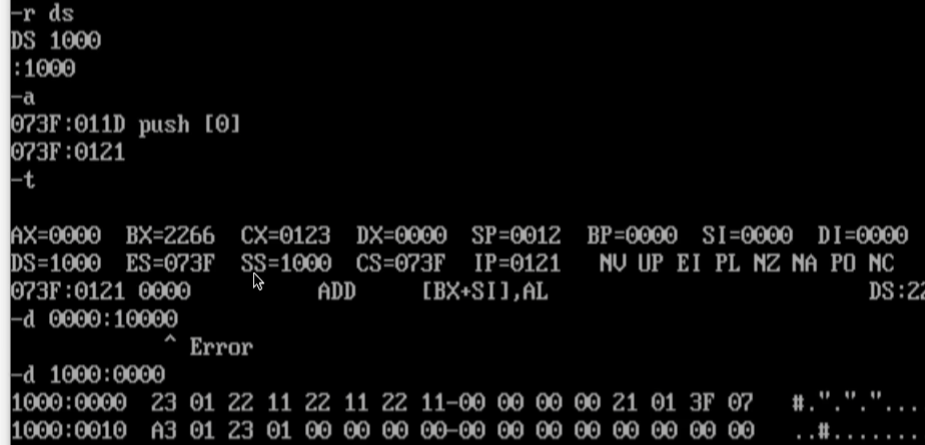 -r ds
DS 1000
:1000
-a
073F:011D push [0]
073F:0121
-t
AX=0000 BX=2266 CX=0123 DX=0000 SP=0012 BP=0000 SI=0000 DI=0000
DS=1000 ES=073F SS=1000 CS=073F IP=0121 NV UP EI PL NZ NA PO NC
073F:0121 0000 ADD [BX+SI],AL DS:22
-d 0000:10000
^ Error
-d 1000:0000
1000:0000 23 01 22 11 22 11 22 11-00 00 00 00 21 01 3F 07 #."."."...
1000:0010 A3 01 23 01 00 00 00 00-00 00 00 00 00 00 00 00 ..#.......